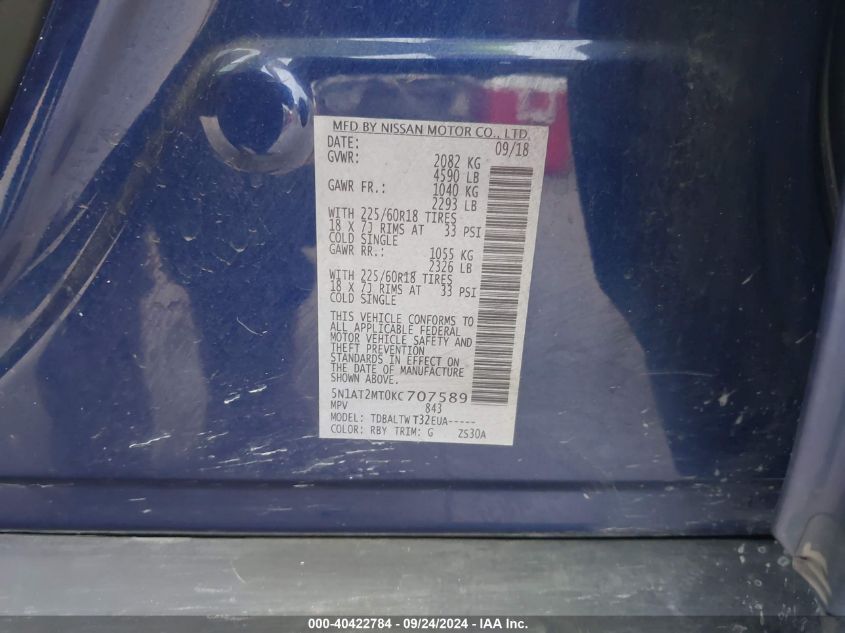 MFD BY NISSAN MOTOR CO., LTD.
DATE: 09/18
GVWR: 2082 KG
4590 LB
GAWR FR.: 1040 KG
2293 LB
WITH 225/60R18 TIRES
18 X 7J RIMS AT 33 PSI
COLD SINGLE
GAWR RR.: 1055 KG
2326 LB
WITH 225/60R18 TIRES
18 X 7J RIMS AT 33 PSI
COLD SINGLE
THIS VEHICLE CONFORMS TO
ALL APPLICABLE FEDERAL
MOTOR VEHICLE SAFETY AND
THEFT PREVENTION
STANDARDS IN EFFECT ON
THE DATE OF MANUFACTURE
SHOWN ABOVE.
5N1AT2MT0KC707589
MPV 843
MODEL: TDBALTWT32EUA-----
COLOR: RBY TRIM: G ZS30A
000-40422784 - 09/24/2024 - IAA Inc.